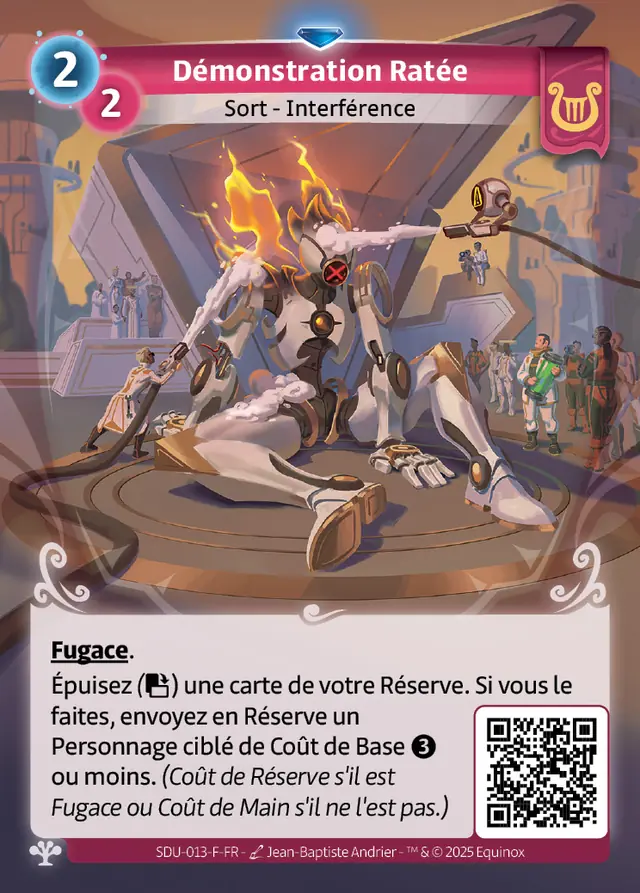 2
Démonstration Ratée
2
Sort - Interférence
Fugace.
Épuisez () une carte de votre Réserve. Si vous le
faites, envoyez en Réserve un
Personnage ciblé de Coût de Base 3
ou moins. (Coût de Réserve s'il est
Fugace ou Coût de Main s'il ne l'est pas.)
SDU-013-F-FR - Jean-Baptiste Andrier - ™ & © 2025 Equinox